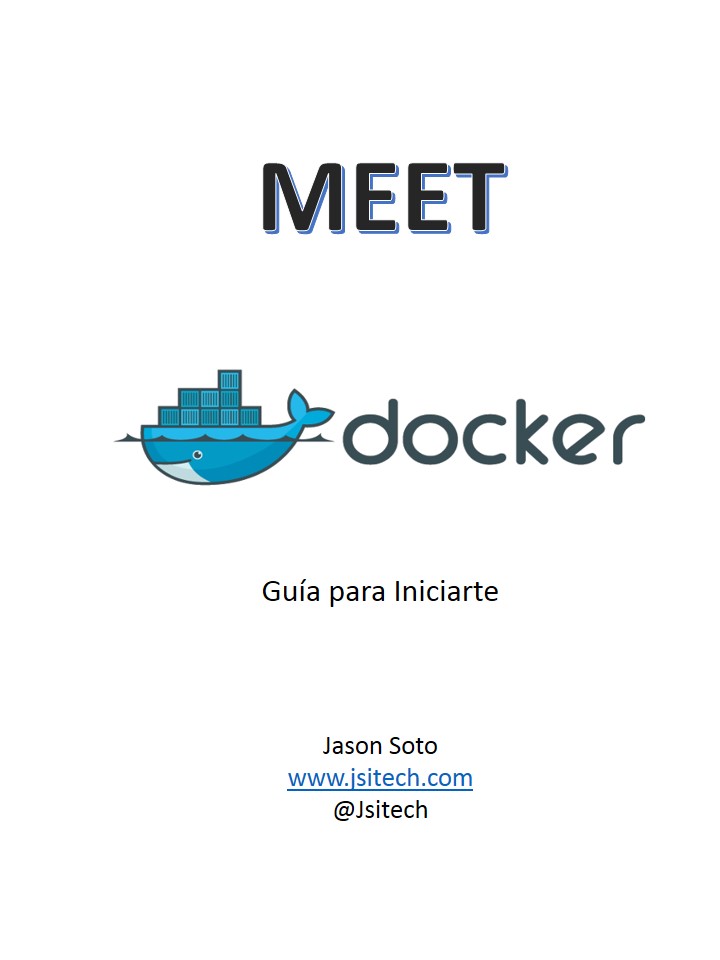 MEET
docker
Guía para Iniciarte
Jason Soto
www.jsitech.com
@Jsitech